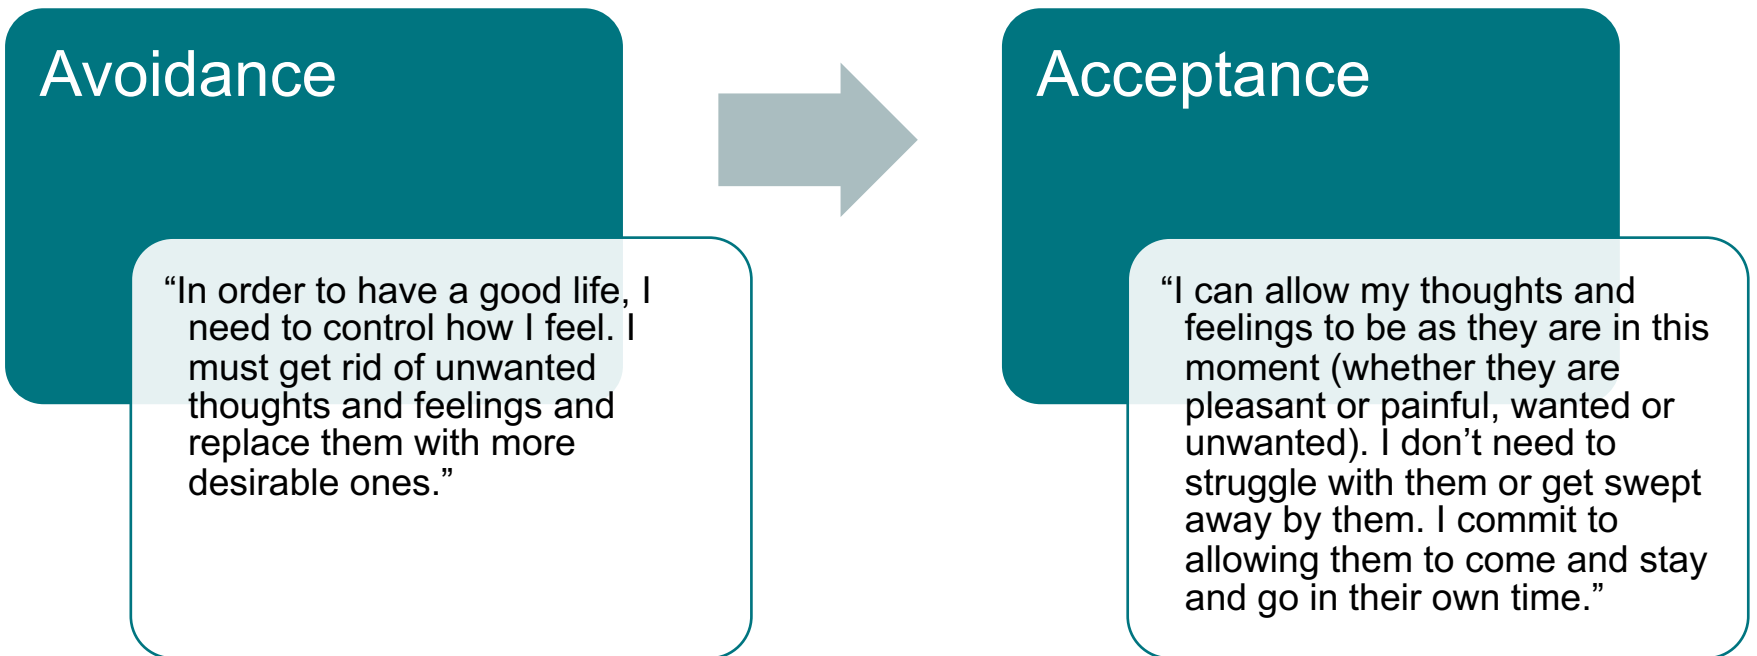 Avoidance
“In order to have a good life, I
need to control how I feel. I
must get rid of unwanted
thoughts and feelings and
replace them with more
desirable ones.”
Acceptance
“I can allow my thoughts and
feelings to be as they are in this
moment (whether they are
pleasant or painful, wanted or
unwanted). I don’t need to
struggle with them or get swept
away by them. I commit to
allowing them to come and stay
and go in their own time.”